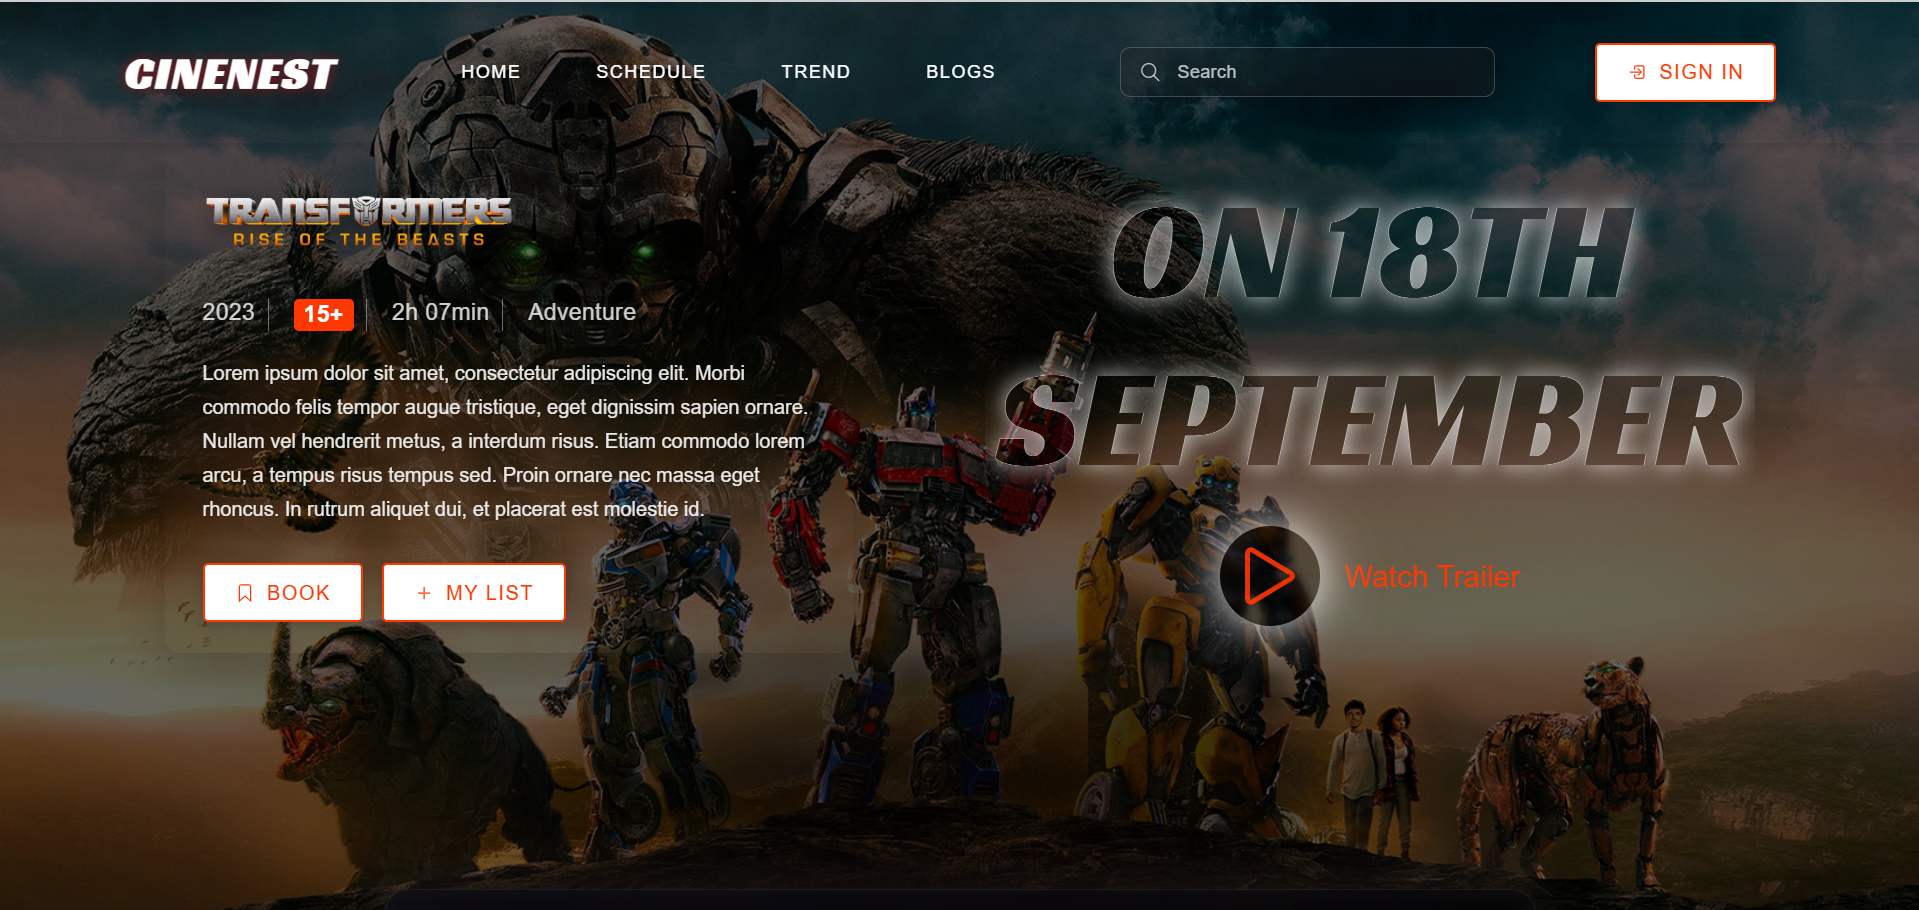 CINENEST
HOME
SCHEDULE
TREND
BLOGS
Search
SIGN IN
TRANSFORMERS
RISE OF THE BEASTS
2023
15+
2h 07min
Adventure
Lorem ipsum dolor sit amet, consectetur adipiscing elit. Morbi
commodo felis tempor augue tristique, eget dignissim sapien ornare.
Nullam vel hendrerit metus, a interdum risus. Etiam commodo lorem
arcu, a tempus risus tempus sed. Proin ornare nec massa eget
rhoncus. In rutrum aliquet dui, et placerat est molestie id.
BOOK
MY LIST
ON 18TH
SEPTEMBER
Watch Trailer